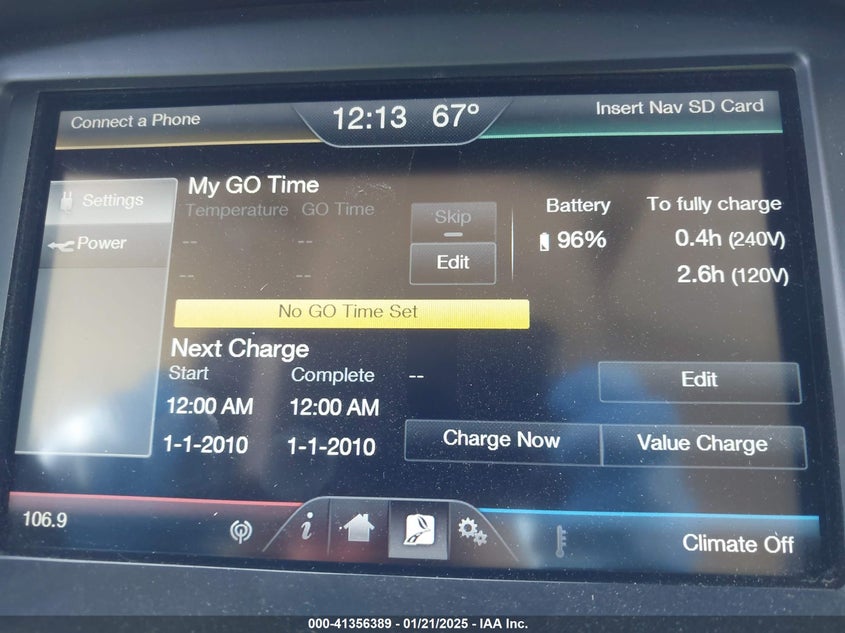 Connect a Phone
12:13 67°
Insert Nav SD Card
Settings
Power
My GO Time
Temperature GO Time
-- --
-- --
Skip
Edit
Battery
96%
To fully charge
0.4h (240V)
2.6h (120V)
No GO Time Set
Next Charge
Start Complete --
12:00 AM 12:00 AM
1-1-2010 1-1-2010
Edit
Charge Now Value Charge
106.9
i
Climate Off
000-41356389 - 01/21/2025 - IAA Inc.